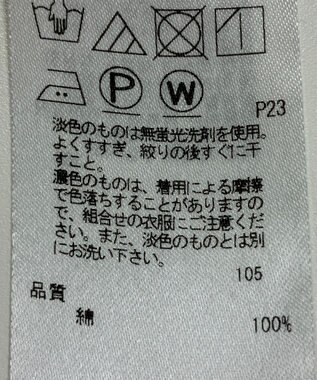 P
W
P23
淡色のものは無蛍光洗剤を使用。
よくすすぎ、絞りの後すぐに干
すこと。
濃色のものは、着用による摩擦
で色落ちすることがありますの
で、組合せの衣服にご注意くだ
さい。また、淡色のものとは別
にお洗い下さい。
105
品質
綿 100%